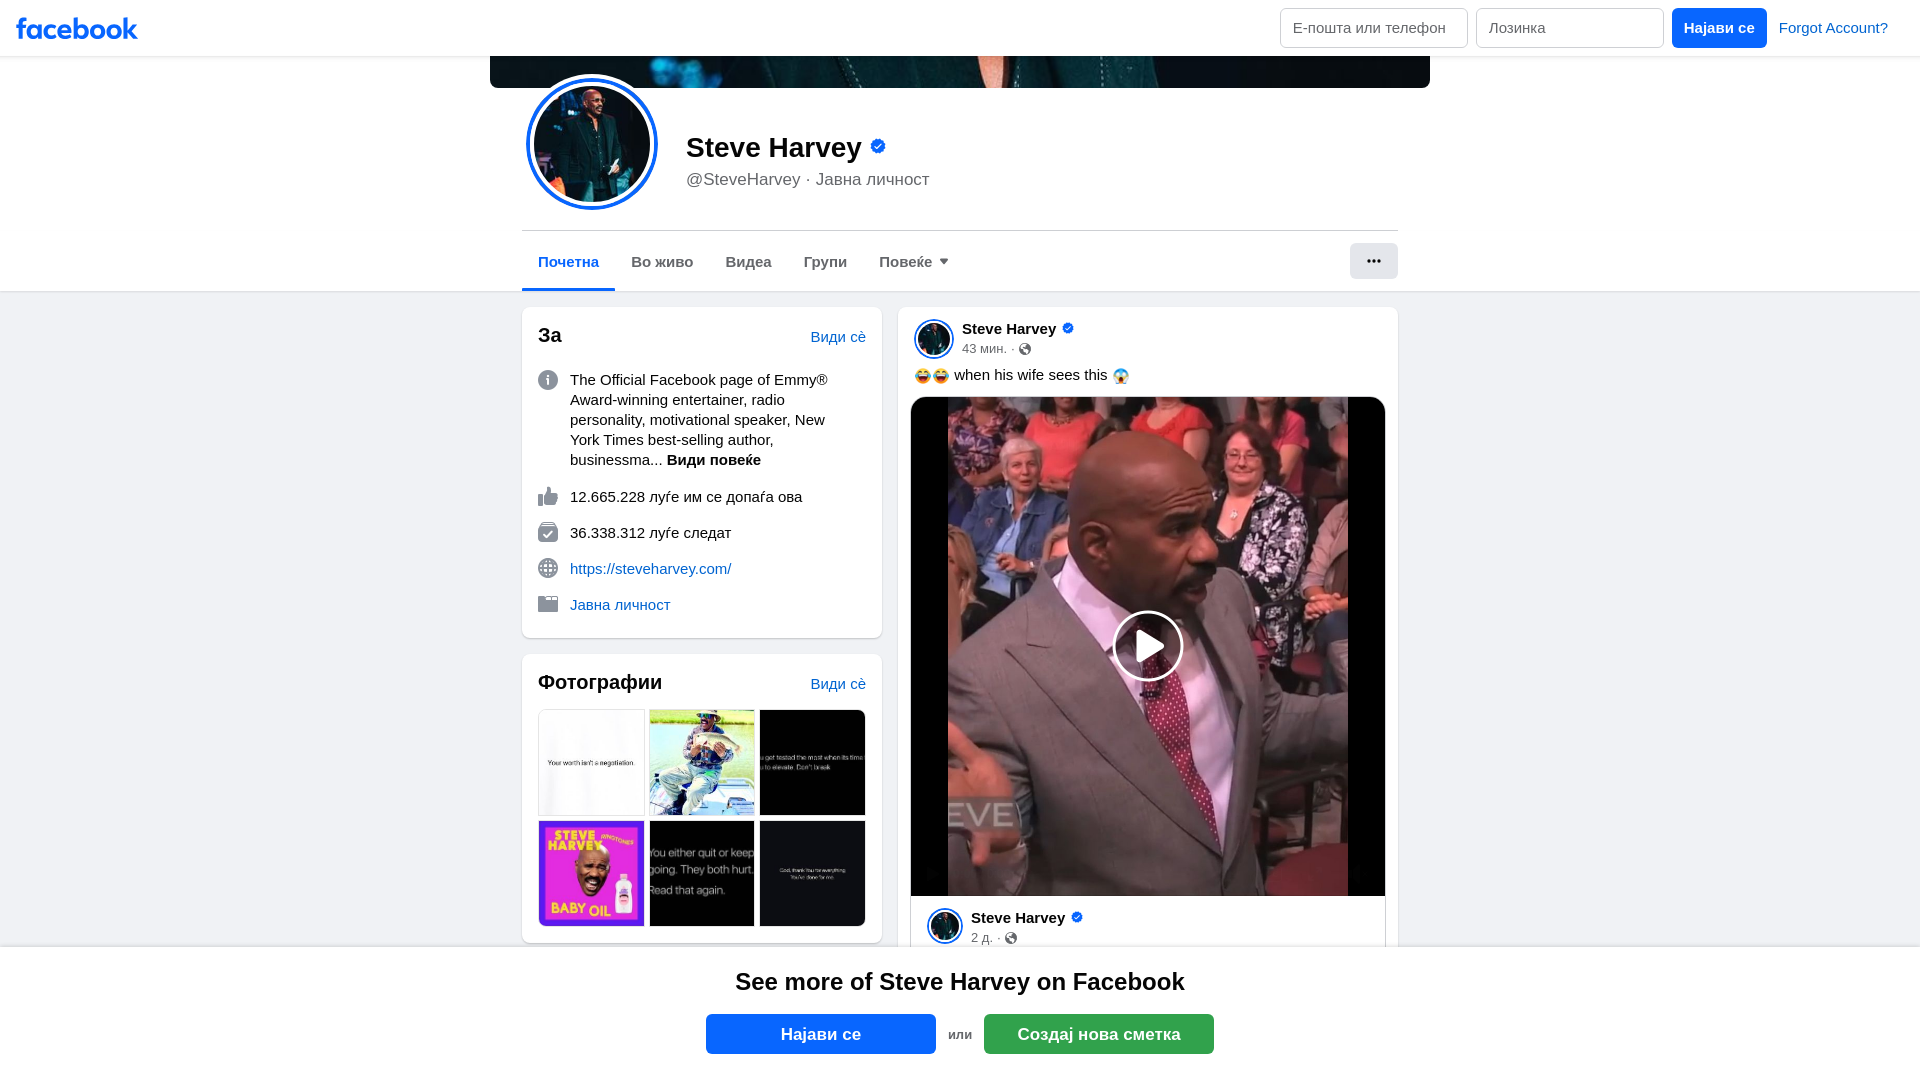 facebook
Е-пошта или телефон
Лозинка
Најави се
Forgot Account?
Steve Harvey
@SteveHarvey · Јавна личност
Почетна
Во живо
Видеа
Групи
Повеќе
За
Види сè
The Official Facebook page of Emmy®
Award-winning entertainer, radio
personality, motivational speaker, New
York Times best-selling author,
businessma... Види повеќе
12.665.228 луѓе им се допаѓа ова
36.338.312 луѓе следат
https://steveharvey.com/
Јавна личност
Фотографии
Види сè
Your worth isn't a negotiation.
u get tested the most when its time
u to elevate. Don't break
STEVE
HARVEY
RINGTONES
BABY OIL
You either quit or keep
going. They both hurt.
Read that again.
God, thank You for everything
You've done for me.
Steve Harvey
43 мин. ·
😂😂 when his wife sees this 😱
EVE
Steve Harvey
2 д. ·
See more of Steve Harvey on Facebook
Најави се
или
Создај нова сметка